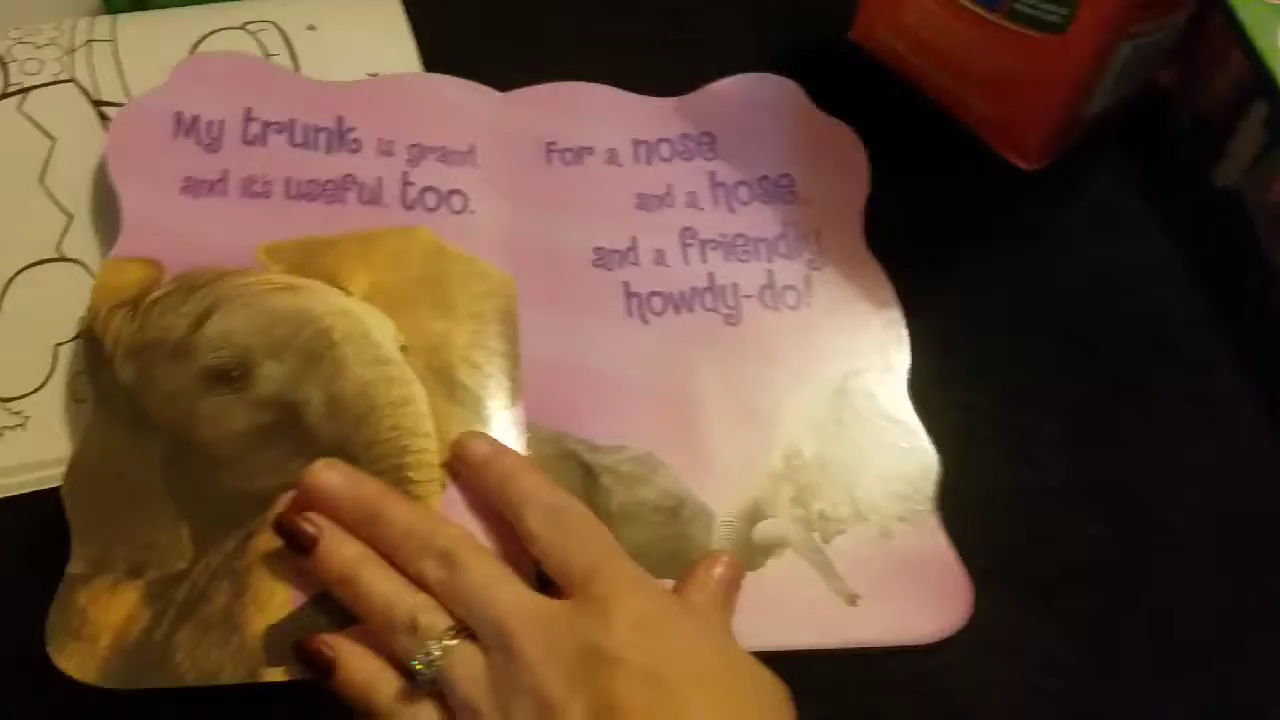 My trunk is grand
and it's useful too.
For a nose
and a hose,
and a friendly
howdy-do!